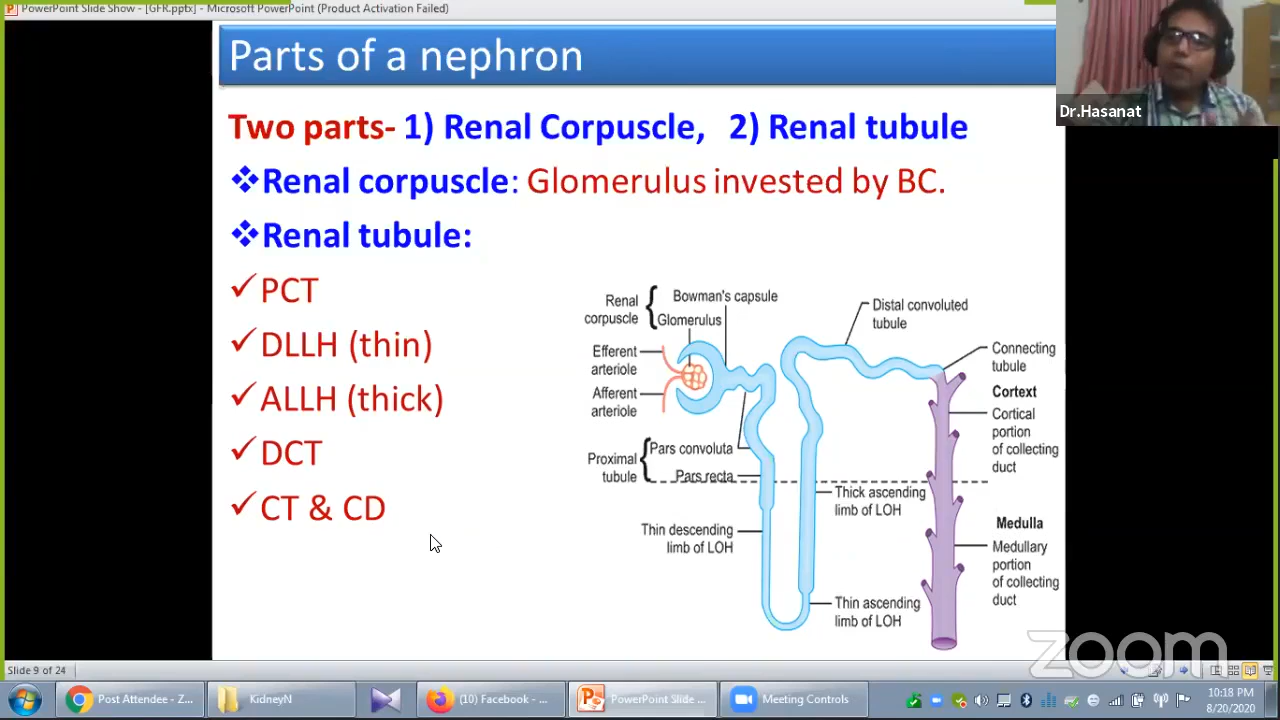 PowerPoint Slide Show - [GFR.pptx] - Microsoft PowerPoint (Product Activation Failed)
Parts of a nephron
Dr.Hasanat
Two parts- 1) Renal Corpuscle, 2) Renal tubule
❖Renal corpuscle: Glomerulus invested by BC.
❖Renal tubule:
✓PCT
✓DLLH (thin)
✓ALLH (thick)
✓DCT
✓CT & CD
Renal
corpuscle
Bowman's capsule
Glomerulus
Efferent
arteriole
Afferent
arteriole
Proximal
tubule
Pars convoluta
Pars recta
Thin descending
limb of LOH
Distal convoluted
tubule
Connecting
tubule
Cortext
Cortical
portion
of collecting
duct
Thick ascending
limb of LOH
Medulla
Medullary
portion
of collecting
duct
Thin ascending
limb of LOH
zoom
Slide 9 of 24
Post Attendee - Z...
KidneyN
(10) Facebook - ...
PowerPoint Slide ...
Meeting Controls
10:18 PM
8/20/2020